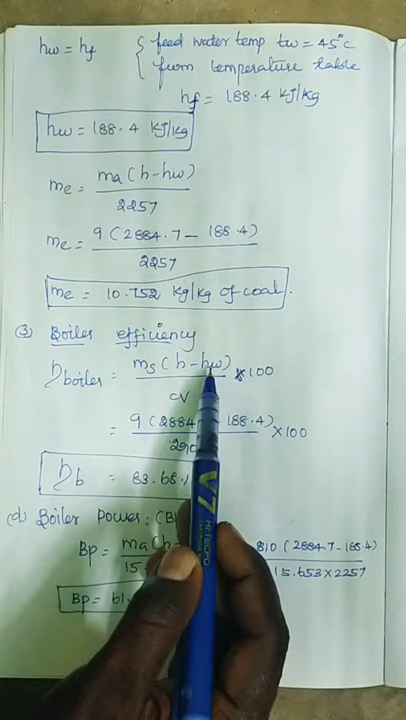 hw = hf { feed water temp tw = 45°c
from temperature table
hf = 188.4 kJ/kg
hw = 188.4 kJ/kg
me = ma (h - hw)
2257
me = 9 (2884.7 - 188.4)
2257
me = 10.752 kg/kg of coal.
③ Boiler efficiency
ηboiler = ms (h - hw) × 100
CV
= 9 (2884 - 188.4) × 100
290
ηb = 83.68
(d) Boiler power: (B
Bp = ma (h 810 (2884.7 - 188.4)
15. 15.653 × 2257
Bp = 61.
V7
HI-TECPO